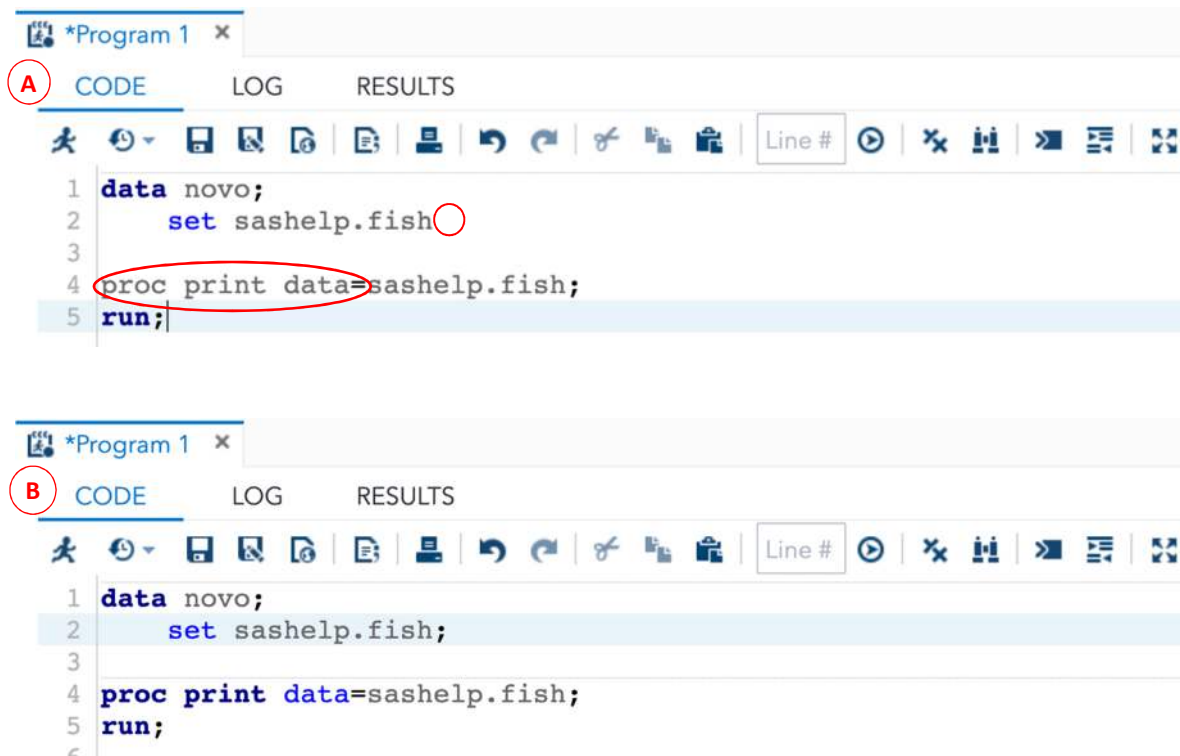 *Program 1 ×
A CODE LOG RESULTS
Line #
1 data novo;
2 set sashelp.fish
3
4 proc print data=sashelp.fish;
5 run;
*Program 1 ×
B CODE LOG RESULTS
Line #
1 data novo;
2 set sashelp.fish;
3
4 proc print data=sashelp.fish;
5 run;
6